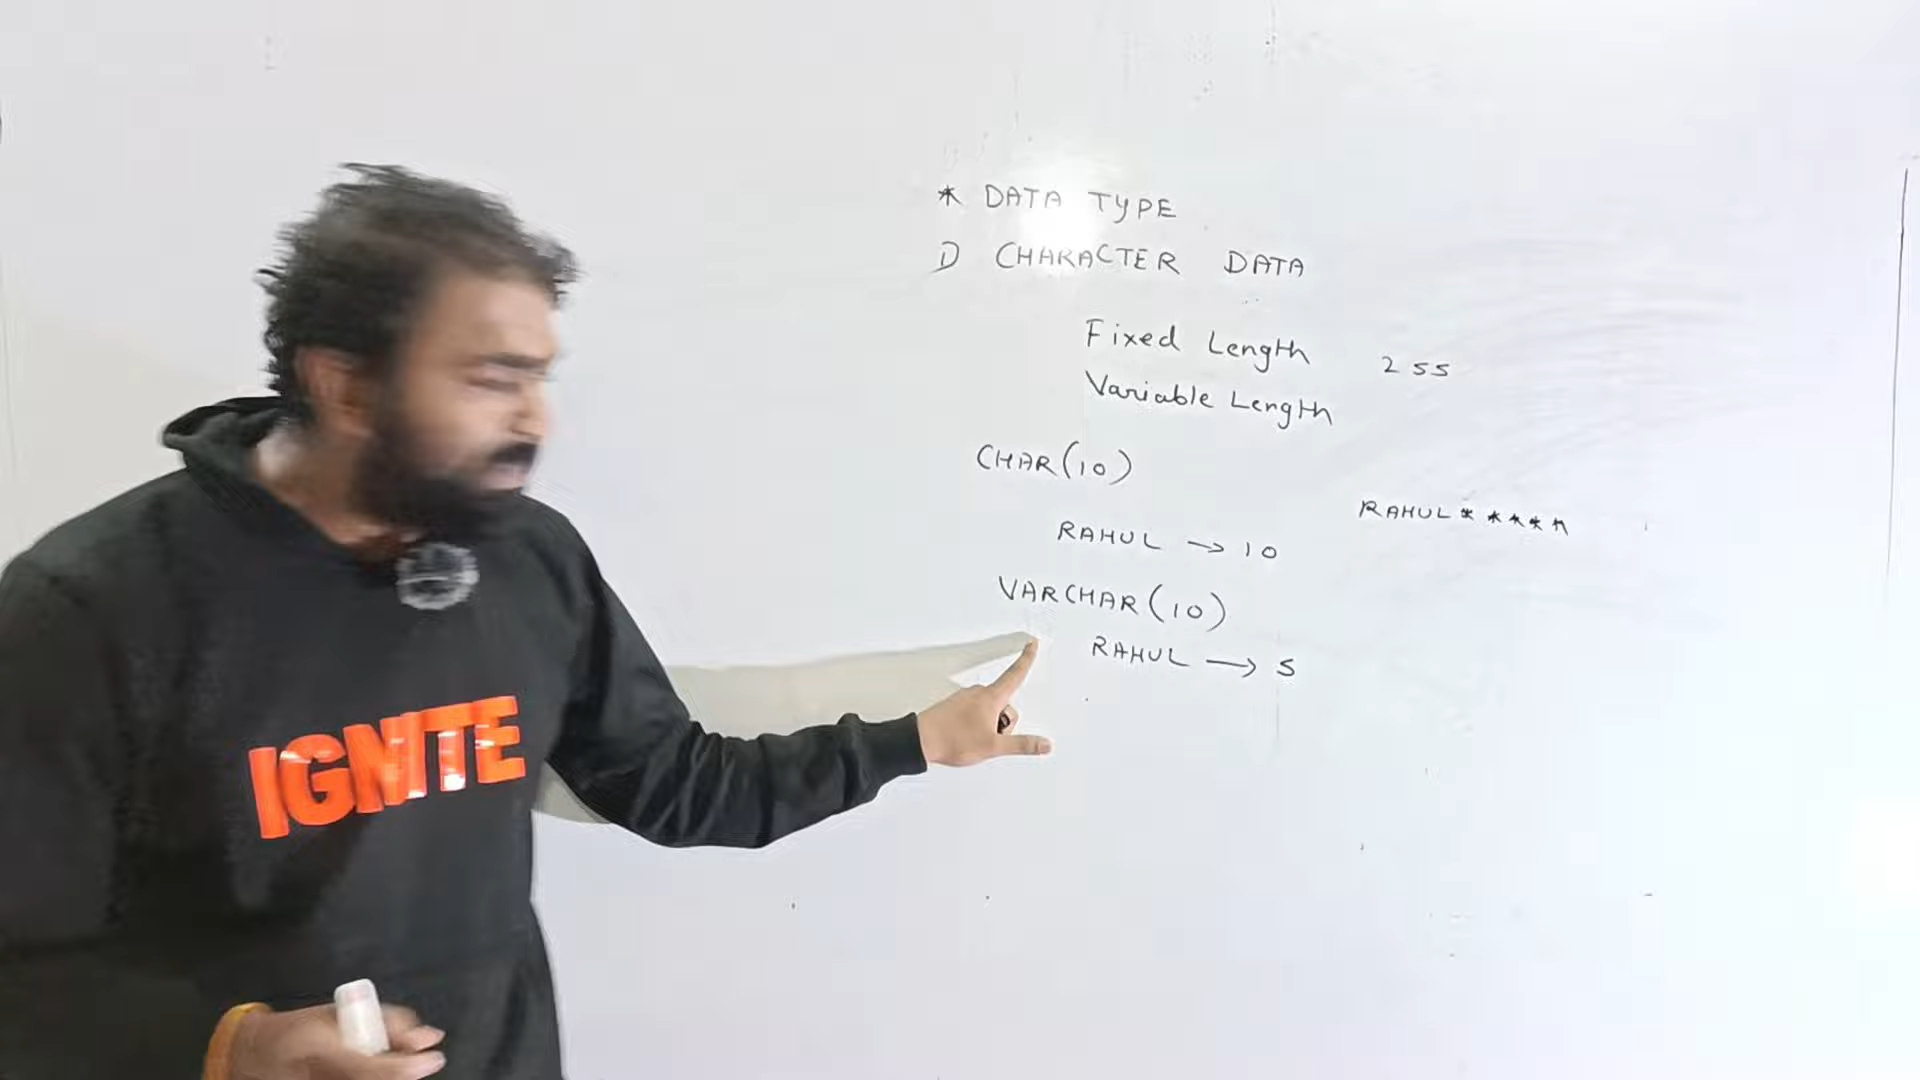 * DATA TYPE
1) CHARACTER DATA
Fixed Length 255
Variable Length
CHAR(10)
RAHUL*****
RAHUL → 10
VARCHAR(10)
RAHUL → 5
IGNITE